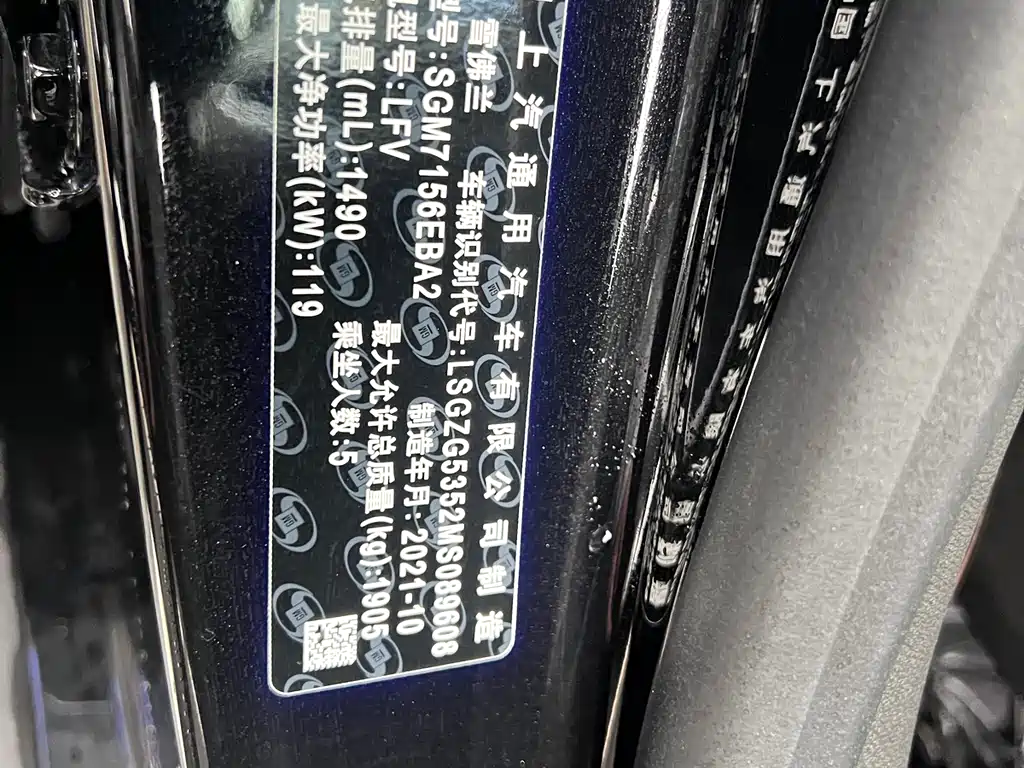 上汽通用汽车有限公司制造
雪佛兰 车辆识别代号:LSGZG5352MS089608
型号:SGM7156EBA2 制造年月:2021-10
机型号:LFV 最大允许总质量(kg):1905
排量(mL):1490 乘坐人数:5
最大净功率(kW):119
GM